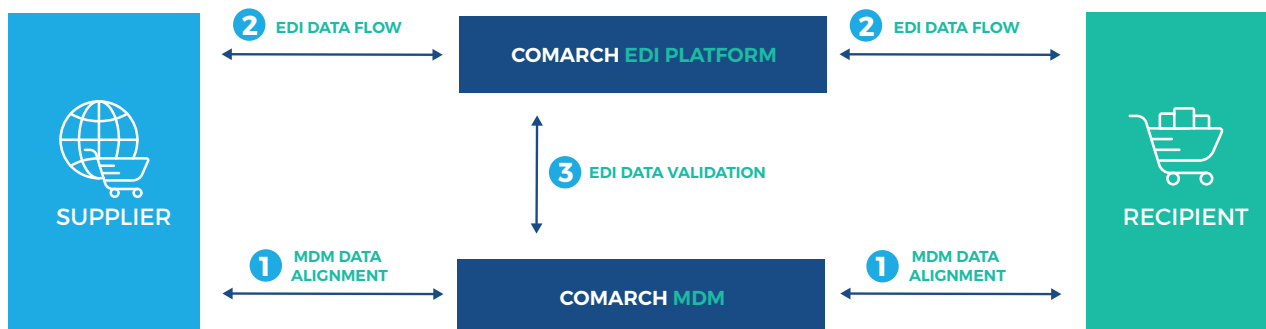 2 EDI DATA FLOW
2 EDI DATA FLOW
COMARCH EDI PLATFORM
3 EDI DATA VALIDATION
SUPPLIER
RECIPIENT
1 MDM DATA
ALIGNMENT
1 MDM DATA
ALIGNMENT
COMARCH MDM